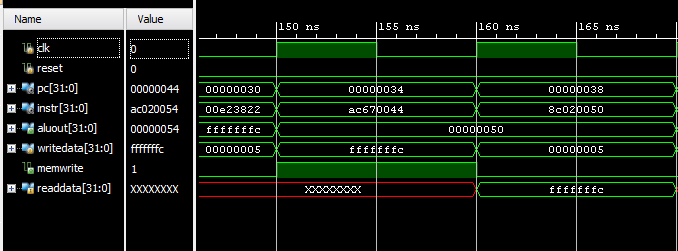 Name Value 150 ns 155 ns 160 ns 165 ns
clk 0
reset 0
pc[31:0] 00000044 00000030 00000034 00000038
instr[31:0] ac020054 00e23822 ac670044 8c020050
aluout[31:0] 00000054 fffffffc 00000050
writedata[31:0] fffffffc 00000005 fffffffc 00000005
memwrite 1
readdata[31:0] XXXXXXXX XXXXXXXX fffffffc